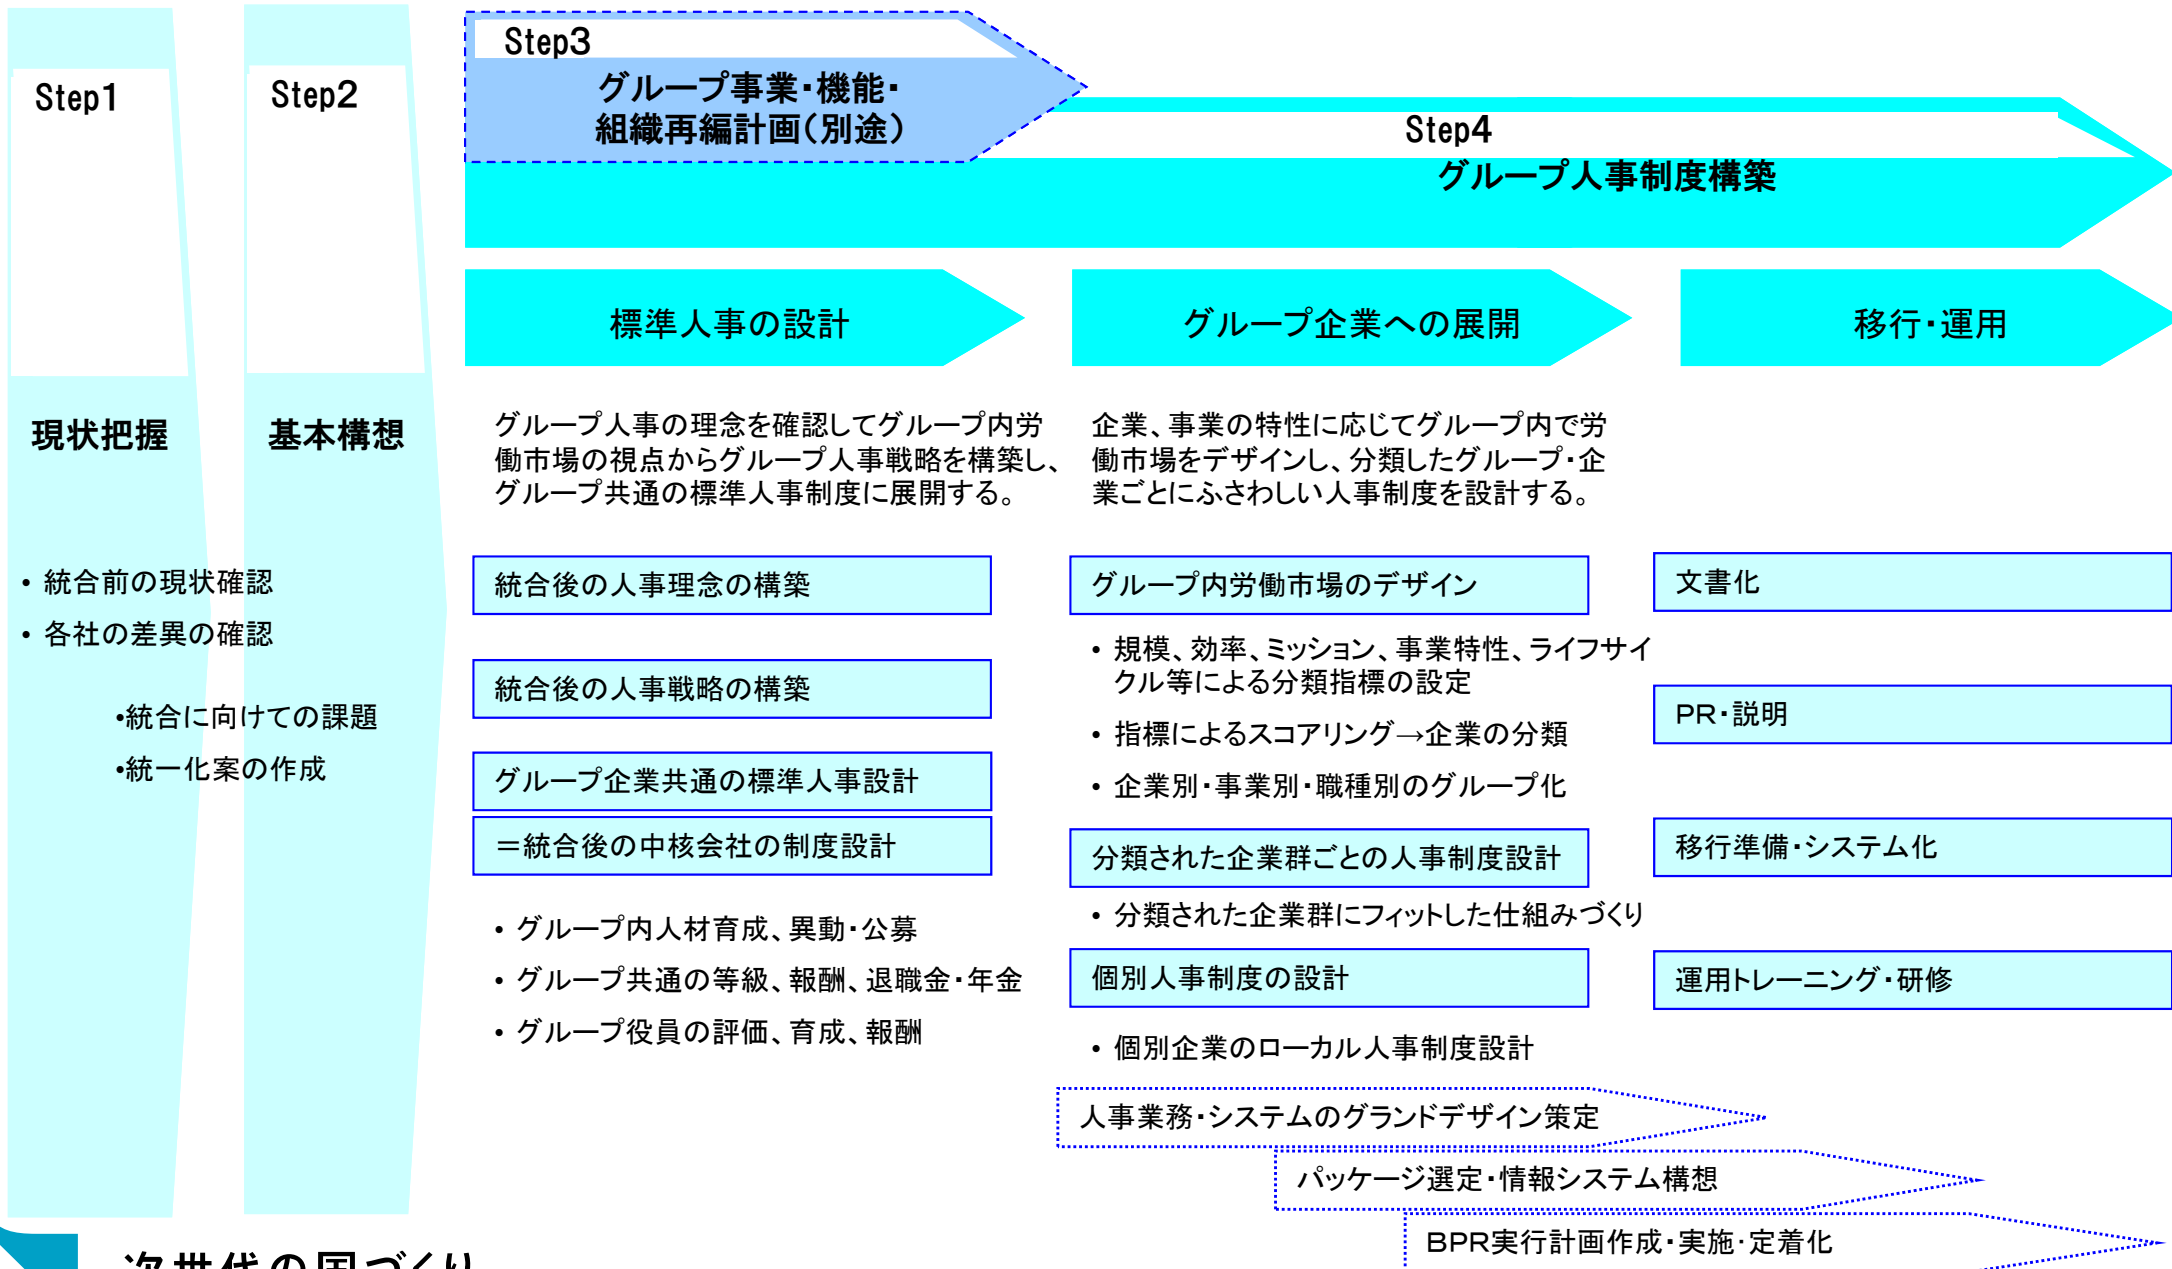 Step1
現状把握
Step2
基本構想
• 統合前の現状確認
• 各社の差異の確認
•統合に向けての課題
•統一化案の作成
Step3
グループ事業・機能・
組織再編計画(別途)
Step4
グループ人事制度構築
標準人事の設計
グループ人事の理念を確認してグループ内労
働市場の視点からグループ人事戦略を構築し、
グループ共通の標準人事制度に展開する。
統合後の人事理念の構築
統合後の人事戦略の構築
グループ企業共通の標準人事設計
＝統合後の中核会社の制度設計
• グループ内人材育成、異動・公募
• グループ共通の等級、報酬、退職金・年金
• グループ役員の評価、育成、報酬
グループ企業への展開
企業、事業の特性に応じてグループ内で労
働市場をデザインし、分類したグループ・企
業ごとにふさわしい人事制度を設計する。
グループ内労働市場のデザイン
• 規模、効率、ミッション、事業特性、ライフサイ
クル等による分類指標の設定
• 指標によるスコアリング→企業の分類
• 企業別・事業別・職種別のグループ化
分類された企業群ごとの人事制度設計
• 分類された企業群にフィットした仕組みづくり
個別人事制度の設計
• 個別企業のローカル人事制度設計
移行・運用
文書化
PR・説明
移行準備・システム化
運用トレーニング・研修
人事業務・システムのグランドデザイン策定
パッケージ選定・情報システム構想
BPR実行計画作成・実施・定着化
次世代の国づくり